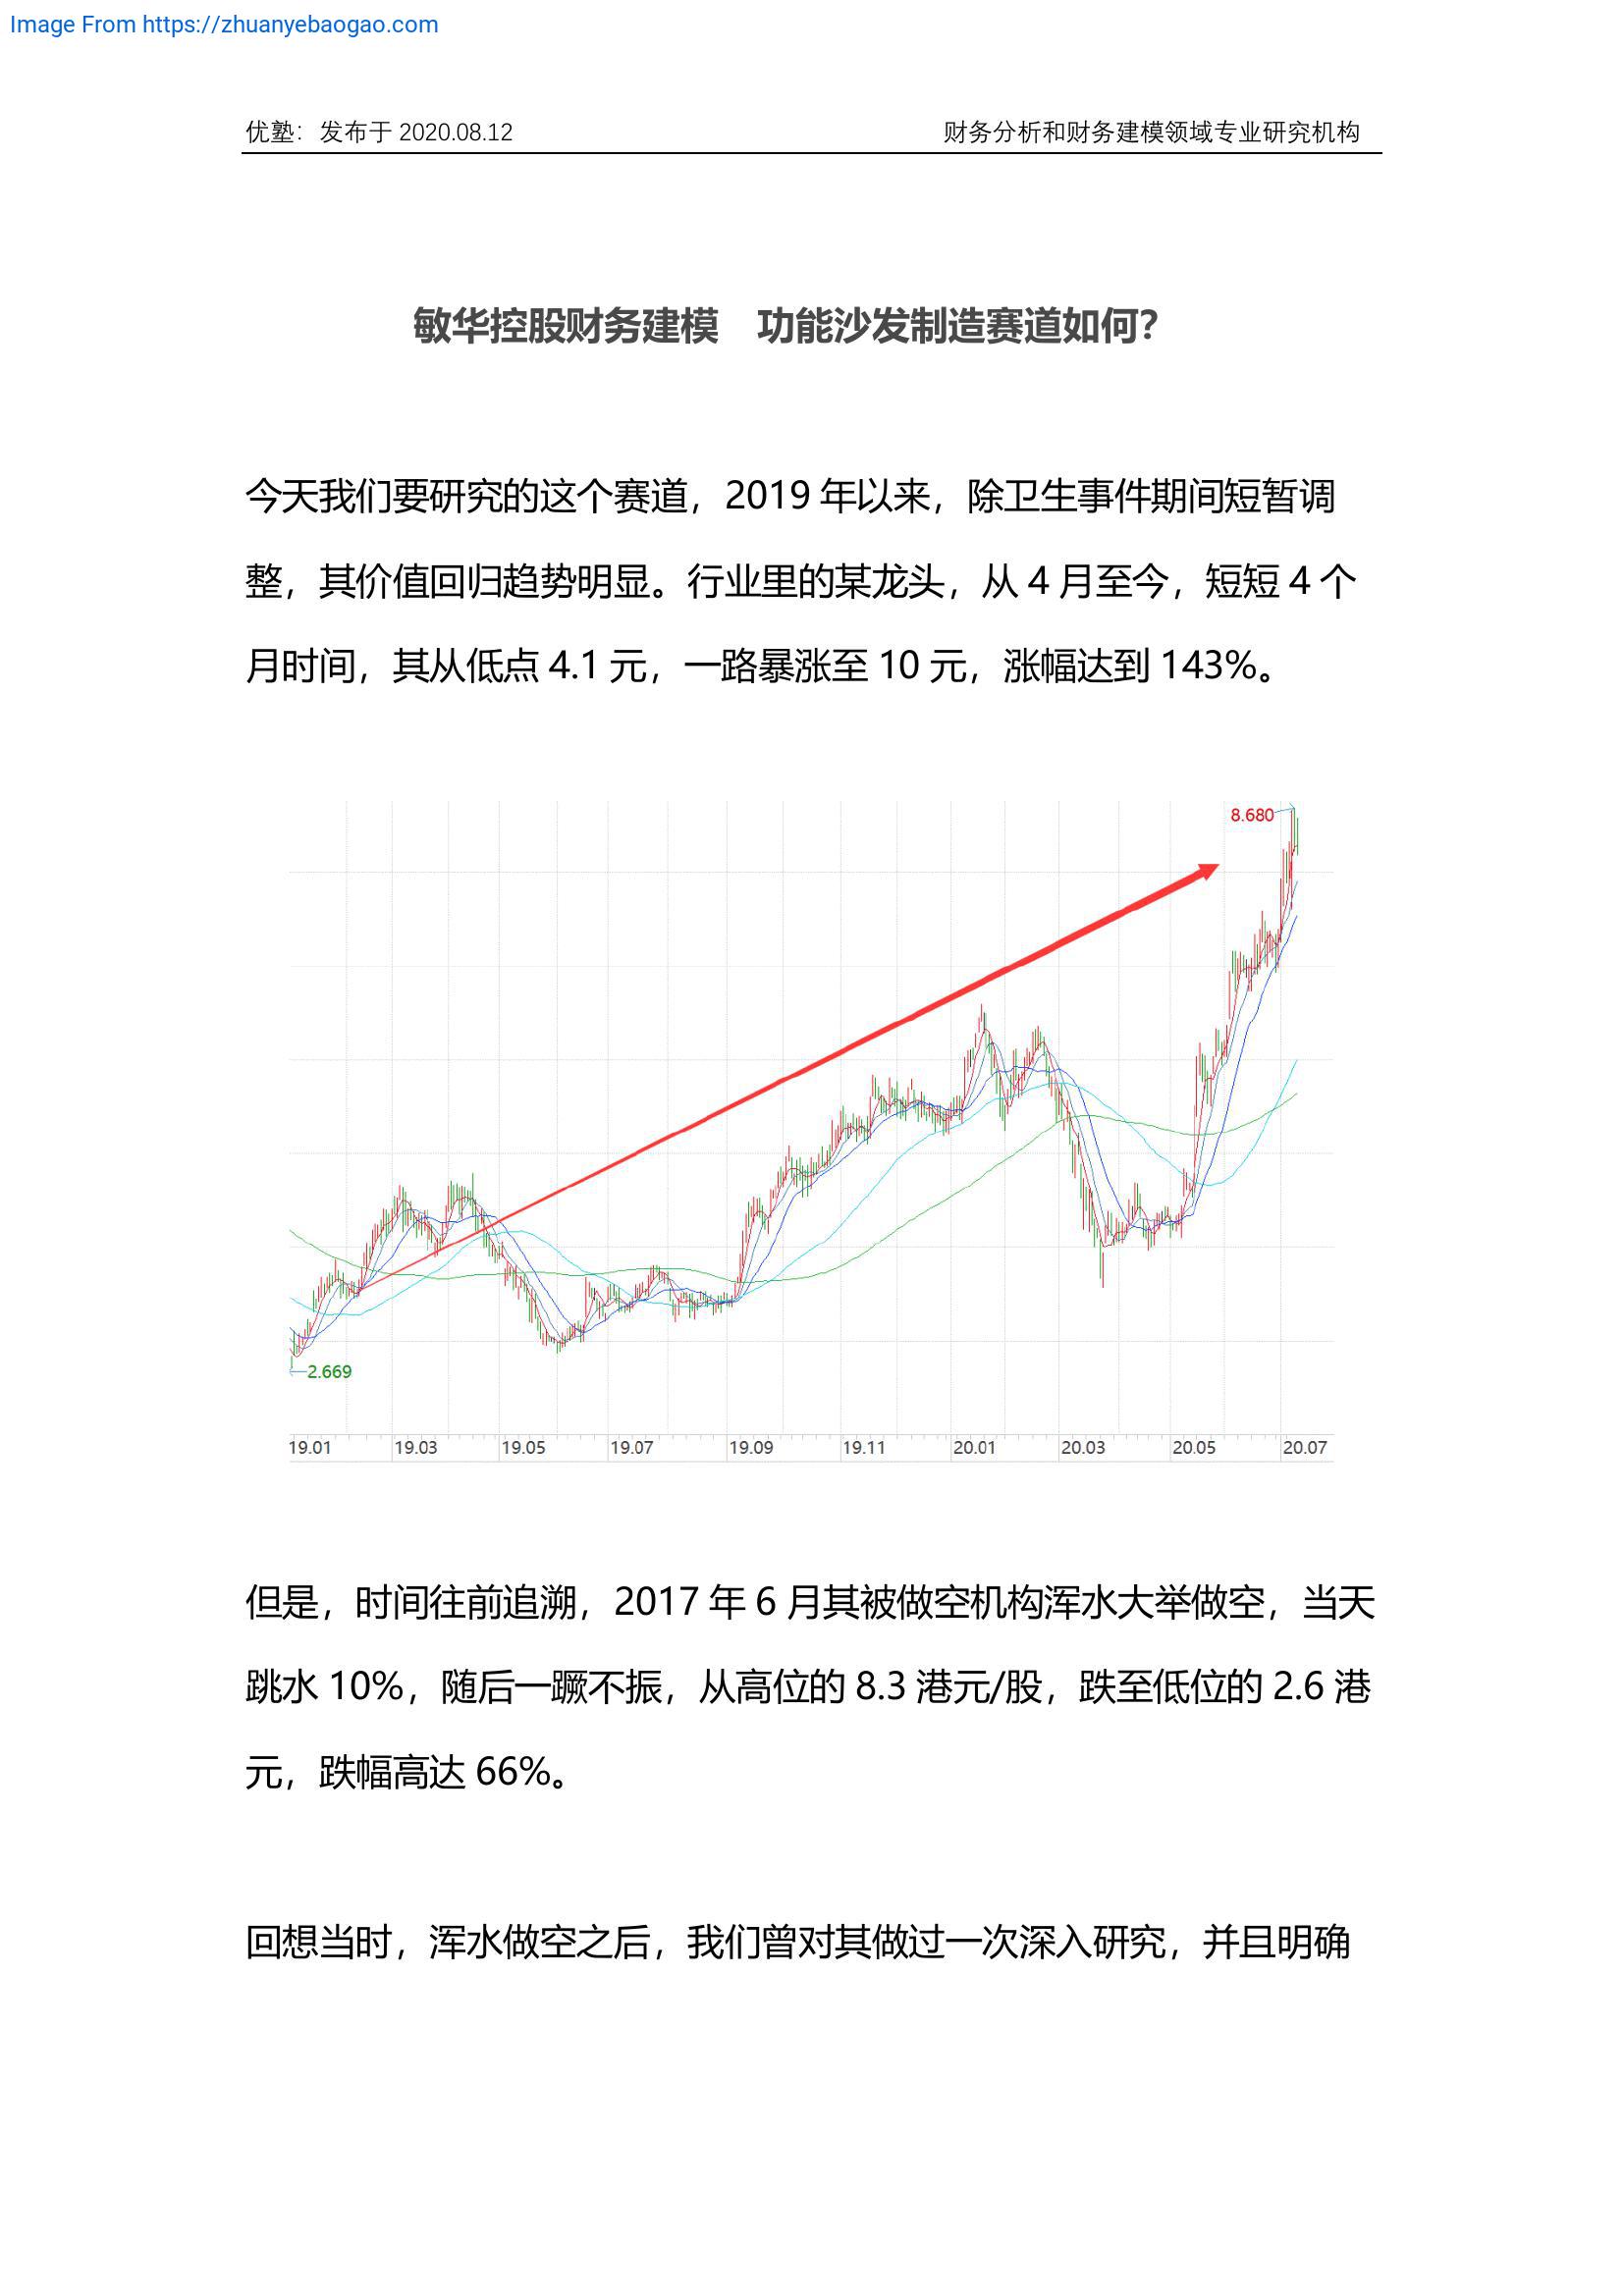 Image From https://zhuanyebaogao.com
优塾：发布于 2020.08.12 财务分析和财务建模领域专业研究机构
敏华控股财务建模 功能沙发制造赛道如何？
今天我们要研究的这个赛道，2019 年以来，除卫生事件期间短暂调
整，其价值回归趋势明显。行业里的某龙头，从 4 月至今，短短 4 个
月时间，其从低点 4.1 元，一路暴涨至 10 元，涨幅达到 143%。
8.680
2.669
19.01 19.03 19.05 19.07 19.09 19.11 20.01 20.03 20.05 20.07
但是，时间往前追溯，2017 年 6 月其被做空机构浑水大举做空，当天
跳水 10%，随后一蹶不振，从高位的 8.3 港元/股，跌至低位的 2.6 港
元，跌幅高达 66%。
回想当时，浑水做空之后，我们曾对其做过一次深入研究，并且明确